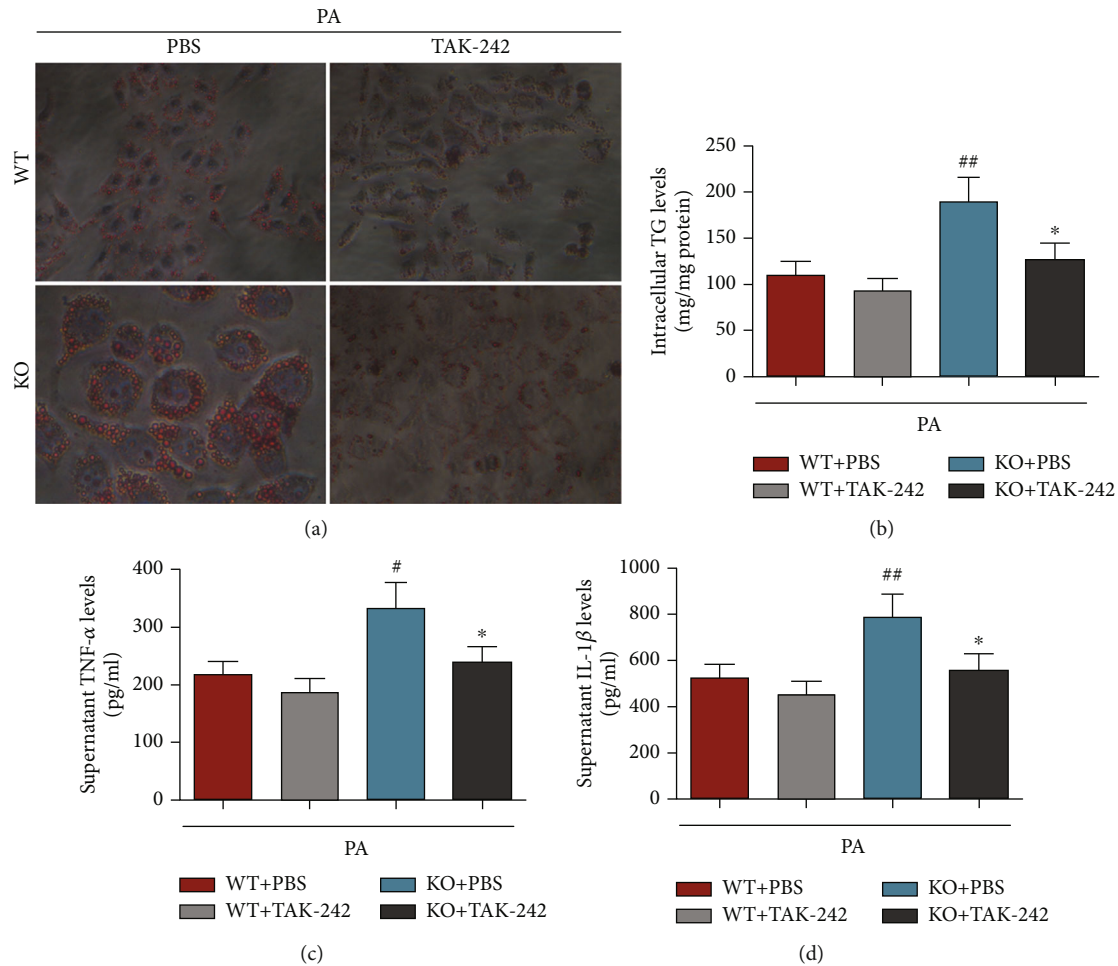 PA
PBS TAK-242
WT
KO
(a)
Intracellular TG levels
(mg/mg protein)
250
200
150
100
50
0
##
*
PA
WT+PBS KO+PBS
WT+TAK-242 KO+TAK-242
(b)
Supernatant TNF-α levels
(pg/ml)
400
300
200
100
0
#
*
PA
WT+PBS KO+PBS
WT+TAK-242 KO+TAK-242
(c)
Supernatant IL-1β levels
(pg/ml)
1000
800
600
400
200
0
##
*
PA
WT+PBS KO+PBS
WT+TAK-242 KO+TAK-242
(d)